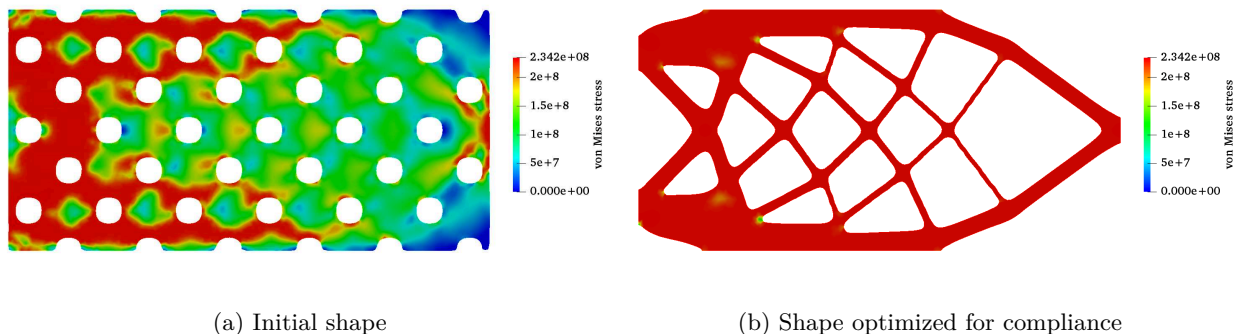 2.342e+08
2e+8
1.5e+8
1e+8
5e+7
0.000e+00
von Mises stress
2.342e+08
2e+8
1.5e+8
1e+8
5e+7
0.000e+00
von Mises stress
(a) Initial shape
(b) Shape optimized for compliance